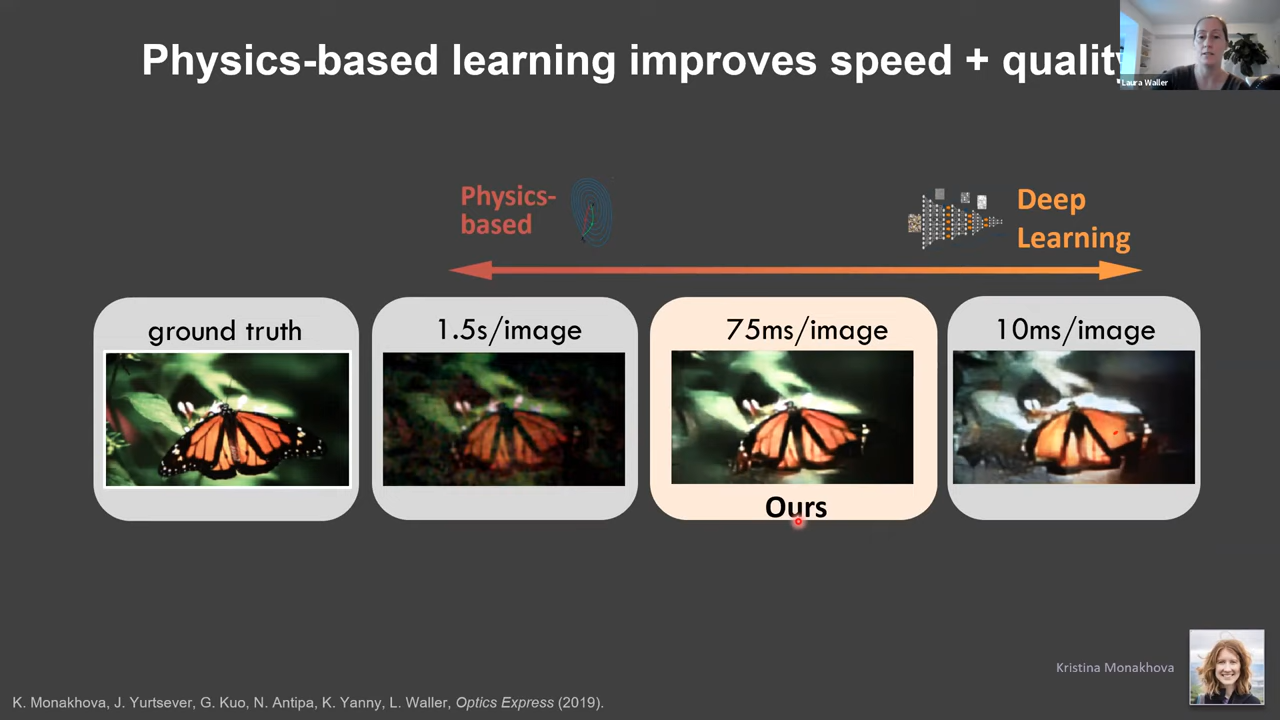 Physics-based learning improves speed + quality
Laura Waller
Physics-
based
Deep
Learning
ground truth
1.5s/image
75ms/image
10ms/image
Ours
Kristina Monakhova
K. Monakhova, J. Yurtsever, G. Kuo, N. Antipa, K. Yanny, L. Waller, Optics Express (2019).